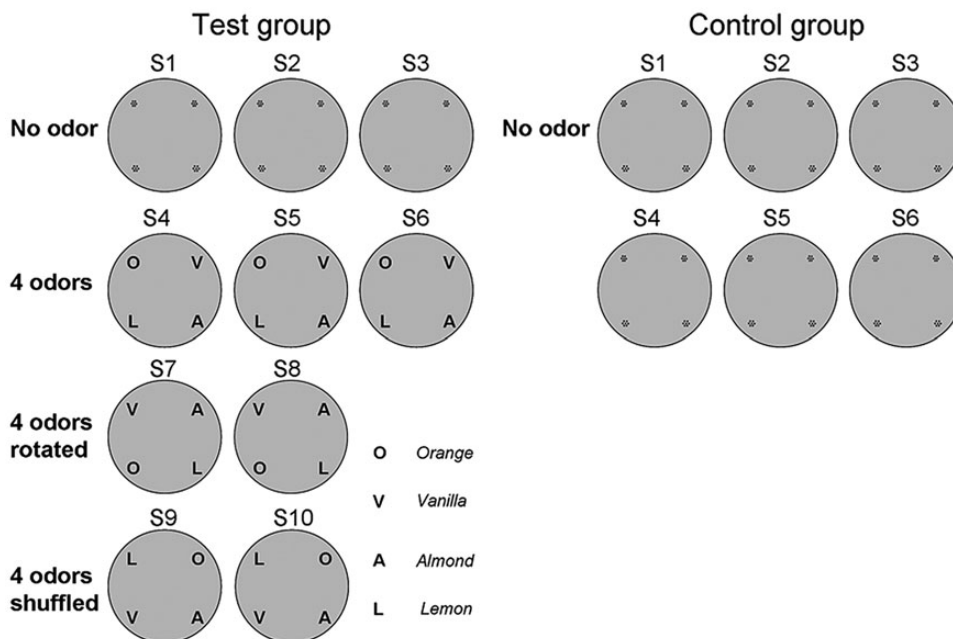 Test group
Control group
S1 S2 S3
S1 S2 S3
No odor
No odor
S4 S5 S6
S4 S5 S6
4 odors
O V O V O V
L A L A L A
S7 S8
4 odors
rotated
V A V A
O L O L
O Orange
V Vanilla
A Almond
L Lemon
S9 S10
4 odors
shuffled
L O L O
V A V A